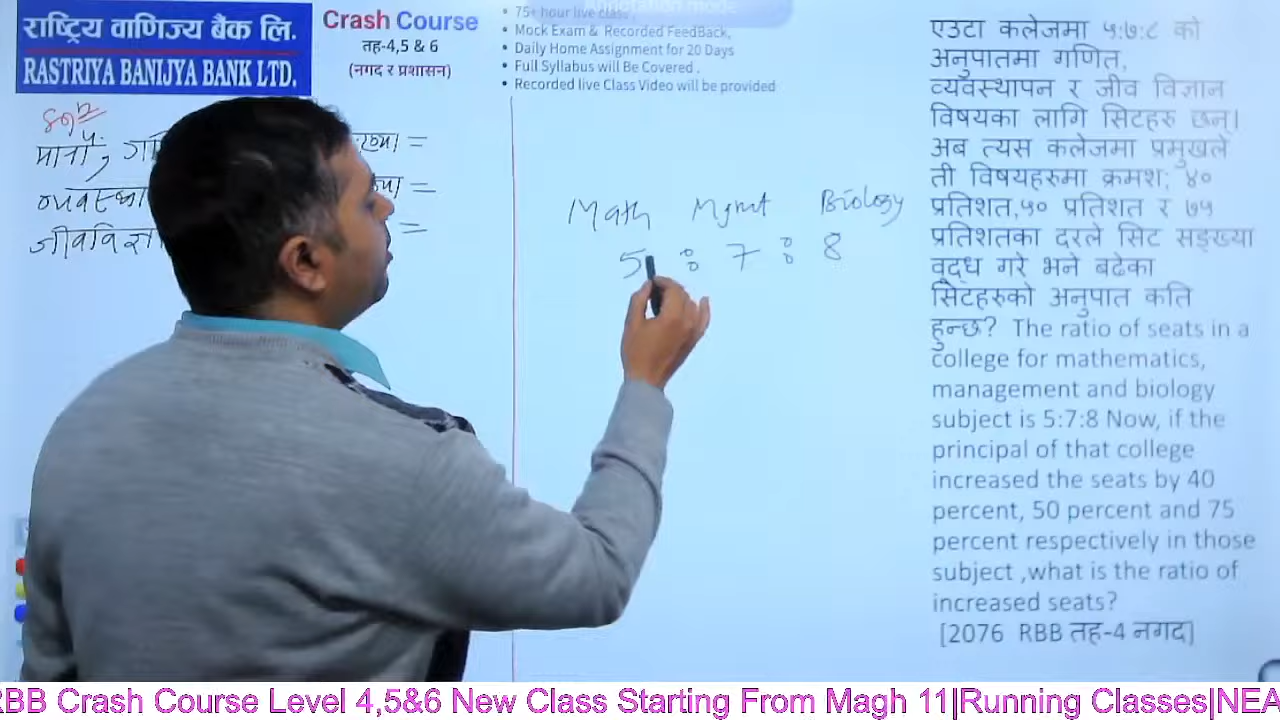 राष्ट्रिय वाणिज्य बैंक लि.
RASTRIYA BANIJYA BANK LTD.
Crash Course
तह-4,5 & 6
(नगद र प्रशासन)
• 75+ hour live class ,
• Mock Exam & Recorded FeedBack,
• Daily Home Assignment for 20 Days
• Full Syllabus will Be Covered .
• Recorded live Class Video will be provided
मानौँ,
=
=
=
Math Mgmt Biology
5 : 7 : 8
एउटा कलेजमा ५:७:८ को
अनुपातमा गणित,
व्यवस्थापन र जीव विज्ञान
विषयका लागि सिटहरु छन्।
अब त्यस कलेजमा प्रमुखले
ती विषयहरुमा क्रमश; ४०
प्रतिशत,५० प्रतिशत र ७५
प्रतिशतका दरले सिट सङ्ख्या
वृद्ध गरे भने बढेका
सिटहरुको अनुपात कति
हुन्छ? The ratio of seats in a
college for mathematics,
management and biology
subject is 5:7:8 Now, if the
principal of that college
increased the seats by 40
percent, 50 percent and 75
percent respectively in those
subject ,what is the ratio of
increased seats?
[2076 RBB तह-4 नगद]
RBB Crash Course Level 4,5&6 New Class Starting From Magh 11|Running Classes|NEA